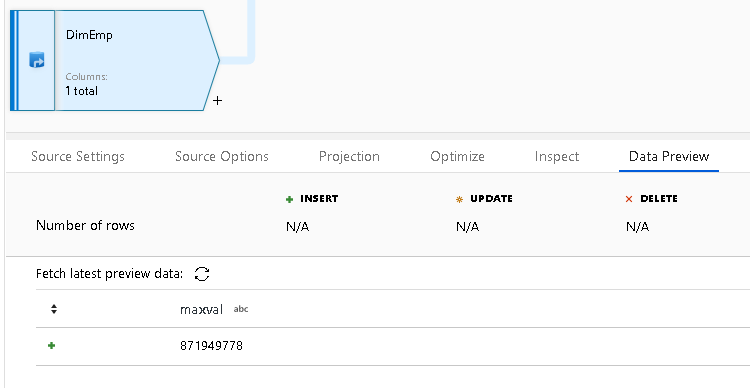 DimEmp
Columns:
1 total
+
Source Settings Source Options Projection Optimize Inspect Data Preview
+ INSERT * UPDATE × DELETE
Number of rows N/A N/A N/A
Fetch latest preview data:
maxval abc
+ 871949778